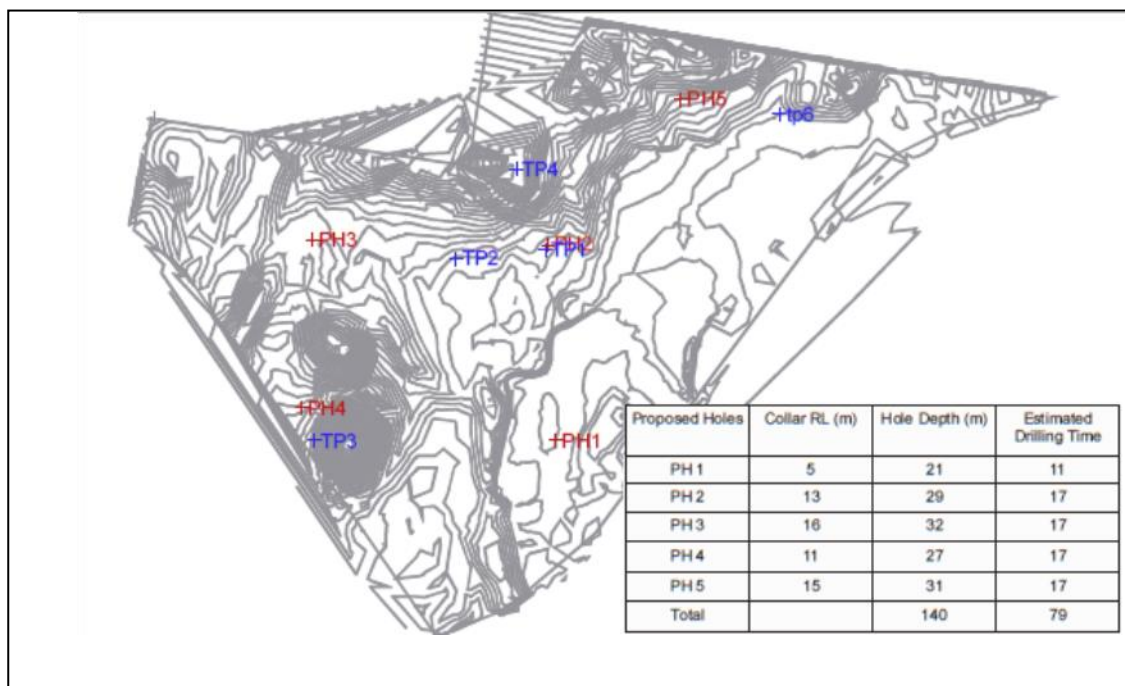 +PH5
+tp6
+TP4
+PH3
+PH2
+TP1
+TP2
+PH4
+TP3
+PH1
Proposed Holes Collar RL (m) Hole Depth (m) Estimated Drilling Time
PH 1 5 21 11
PH 2 13 29 17
PH 3 16 32 17
PH 4 11 27 17
PH 5 15 31 17
Total 140 79